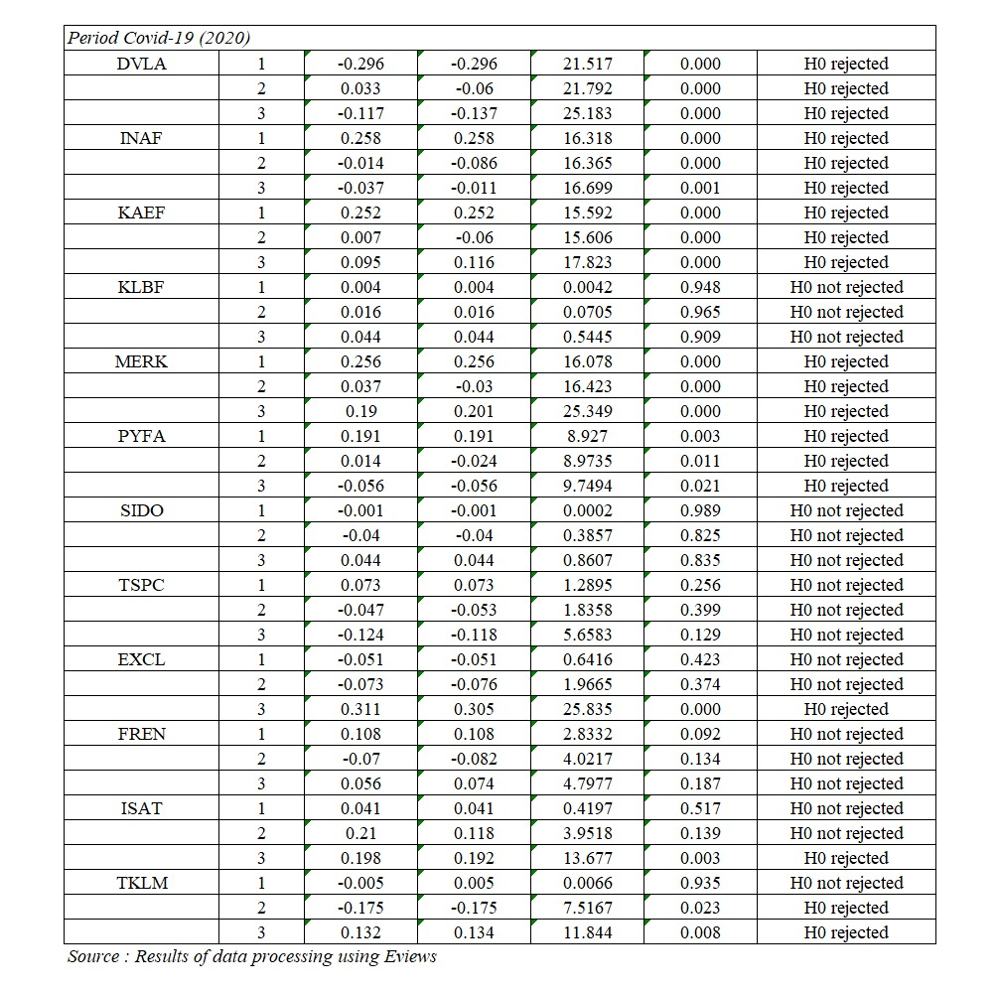 Period Covid-19 (2020)
DVLA 1 -0.296 -0.296 21.517 0.000 H0 rejected
2 0.033 -0.06 21.792 0.000 H0 rejected
3 -0.117 -0.137 25.183 0.000 H0 rejected
INAF 1 0.258 0.258 16.318 0.000 H0 rejected
2 -0.014 -0.086 16.365 0.000 H0 rejected
3 -0.037 -0.011 16.699 0.001 H0 rejected
KAEF 1 0.252 0.252 15.592 0.000 H0 rejected
2 0.007 -0.06 15.606 0.000 H0 rejected
3 0.095 0.116 17.823 0.000 H0 rejected
KLBF 1 0.004 0.004 0.0042 0.948 H0 not rejected
2 0.016 0.016 0.0705 0.965 H0 not rejected
3 0.044 0.044 0.5445 0.909 H0 not rejected
MERK 1 0.256 0.256 16.078 0.000 H0 rejected
2 0.037 -0.03 16.423 0.000 H0 rejected
3 0.19 0.201 25.349 0.000 H0 rejected
PYFA 1 0.191 0.191 8.927 0.003 H0 rejected
2 0.014 -0.024 8.9735 0.011 H0 rejected
3 -0.056 -0.056 9.7494 0.021 H0 rejected
SIDO 1 -0.001 -0.001 0.0002 0.989 H0 not rejected
2 -0.04 -0.04 0.3857 0.825 H0 not rejected
3 0.044 0.044 0.8607 0.835 H0 not rejected
TSPC 1 0.073 0.073 1.2895 0.256 H0 not rejected
2 -0.047 -0.053 1.8358 0.399 H0 not rejected
3 -0.124 -0.118 5.6583 0.129 H0 not rejected
EXCL 1 -0.051 -0.051 0.6416 0.423 H0 not rejected
2 -0.073 -0.076 1.9665 0.374 H0 not rejected
3 0.311 0.305 25.835 0.000 H0 rejected
FREN 1 0.108 0.108 2.8332 0.092 H0 not rejected
2 -0.07 -0.082 4.0217 0.134 H0 not rejected
3 0.056 0.074 4.7977 0.187 H0 not rejected
ISAT 1 0.041 0.041 0.4197 0.517 H0 not rejected
2 0.21 0.118 3.9518 0.139 H0 not rejected
3 0.198 0.192 13.677 0.003 H0 rejected
TKLM 1 -0.005 0.005 0.0066 0.935 H0 not rejected
2 -0.175 -0.175 7.5167 0.023 H0 rejected
3 0.132 0.134 11.844 0.008 H0 rejected
Source : Results of data processing using Eviews